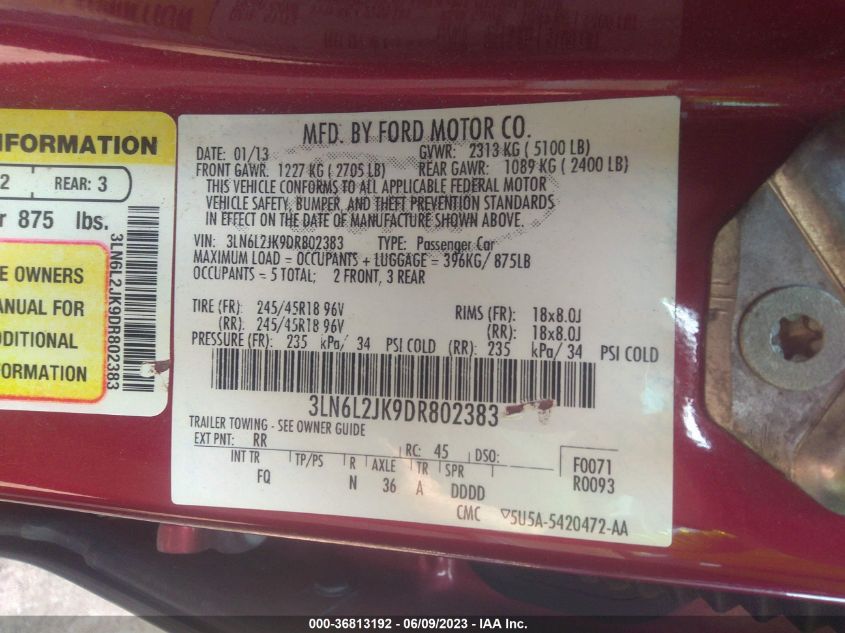 INFORMATION
2 REAR: 3
r 875 lbs.
E OWNERS
ANUAL FOR
DDITIONAL
FORMATION
3LN6L2JK9DR802383
MFD. BY FORD MOTOR CO.
DATE: 01/13 GVWR: 2313 KG ( 5100 LB)
FRONT GAWR: 1227 KG ( 2705 LB) REAR GAWR: 1089 KG ( 2400 LB)
THIS VEHICLE CONFORMS TO ALL APPLICABLE FEDERAL MOTOR
VEHICLE SAFETY, BUMPER, AND THEFT PREVENTION STANDARDS
IN EFFECT ON THE DATE OF MANUFACTURE SHOWN ABOVE.
VIN: 3LN6L2JK9DR802383 TYPE: Passenger Car
MAXIMUM LOAD = OCCUPANTS + LUGGAGE = 396KG/ 875LB
OCCUPANTS = 5 TOTAL; 2 FRONT, 3 REAR
TIRE (FR): 245/45R18 96V RIMS (FR): 18x8.0J
(RR): 245/45R18 96V (RR): 18x8.0J
PRESSURE (FR): 235 kPa/ 34 PSI COLD (RR): 235 kPa/ 34 PSI COLD
3LN6L2JK9DR802383
TRAILER TOWING - SEE OWNER GUIDE
EXT PNT: RR RC: 45 DSO: F0071
INT TR TP/PS R AXLE TR SPR R0093
FQ N 36 A DDDD
CMC ▽5U5A-5420472-AA
000-36813192 - 06/09/2023 - IAA Inc.